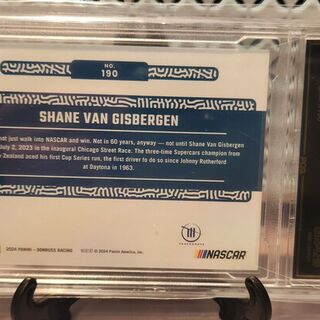 NO.
190
SHANE VAN GISBERGEN
not just walk into NASCAR and win. Not in 60 years, anyway — not until Shane Van Gisbergen
July 2, 2023 in the inaugural Chicago Street Race. The three-time Supercars champion from
Zealand aced his first Cup Series run, the first driver to do so since Johnny Rutherford
at Daytona in 1963.
2024 PANINI - DONRUSS RACING
© 2024 Panini America, Inc.
TRACKHOUSE
NASCAR